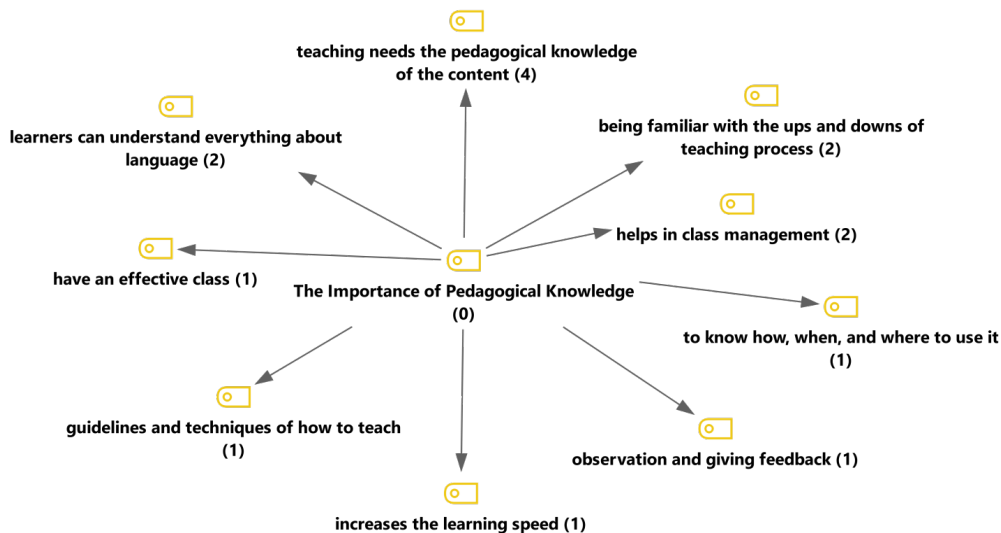 teaching needs the pedagogical knowledge
of the content (4)
being familiar with the ups and downs of
teaching process (2)
learners can understand everything about
language (2)
helps in class management (2)
have an effective class (1)
The Importance of Pedagogical Knowledge
(0)
to know how, when, and where to use it
(1)
guidelines and techniques of how to teach
(1)
observation and giving feedback (1)
increases the learning speed (1)